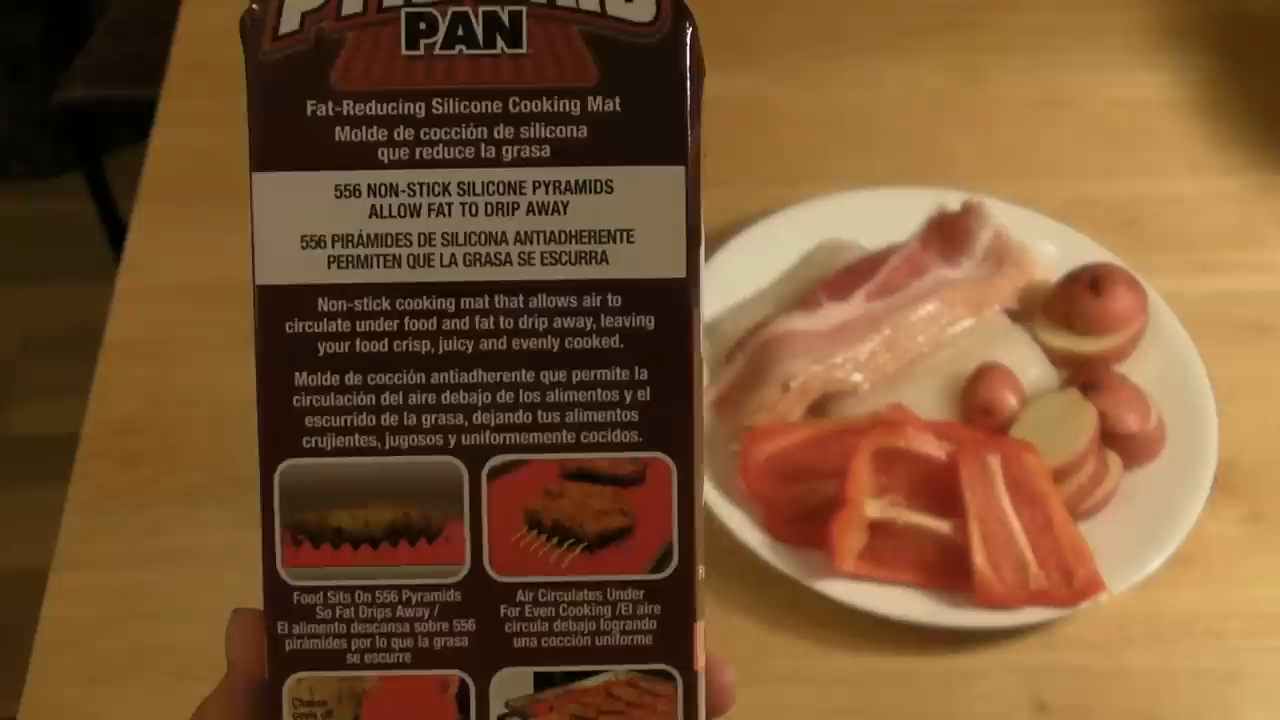 PAN
Fat-Reducing Silicone Cooking Mat
Molde de cocción de silicona
que reduce la grasa
556 NON-STICK SILICONE PYRAMIDS
ALLOW FAT TO DRIP AWAY
556 PIRÁMIDES DE SILICONA ANTIADHERENTE
PERMITEN QUE LA GRASA SE ESCURRA
Non-stick cooking mat that allows air to
circulate under food and fat to drip away, leaving
your food crisp, juicy and evenly cooked.
Molde de cocción antiadherente que permite la
circulación del aire debajo de los alimentos y el
escurrido de la grasa, dejando tus alimentos
crujientes, jugosos y uniformemente cocidos.
Food Sits On 556 Pyramids
So Fat Drips Away /
El alimento descansa sobre 556
pirámides por lo que la grasa
se escurre
Air Circulates Under
For Even Cooking /El aire
circula debajo logrando
una cocción uniforme